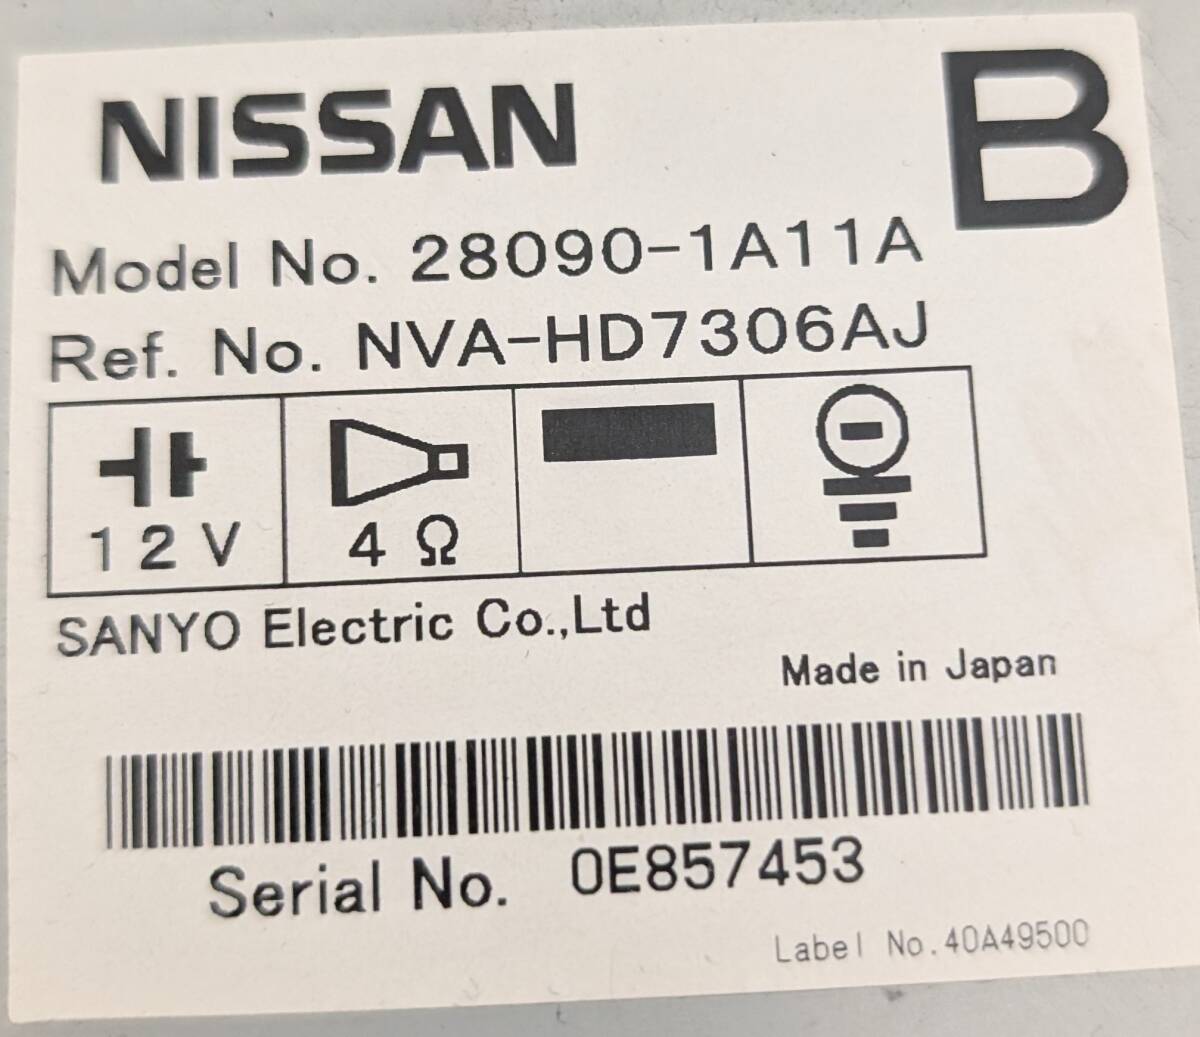 NISSAN
B
Model No. 28090-1A11A
Ref. No. NVA-HD7306AJ
12V
4 Ω
SANYO Electric Co.,Ltd
Made in Japan
Serial No. 0E857453
Label No.40A49500